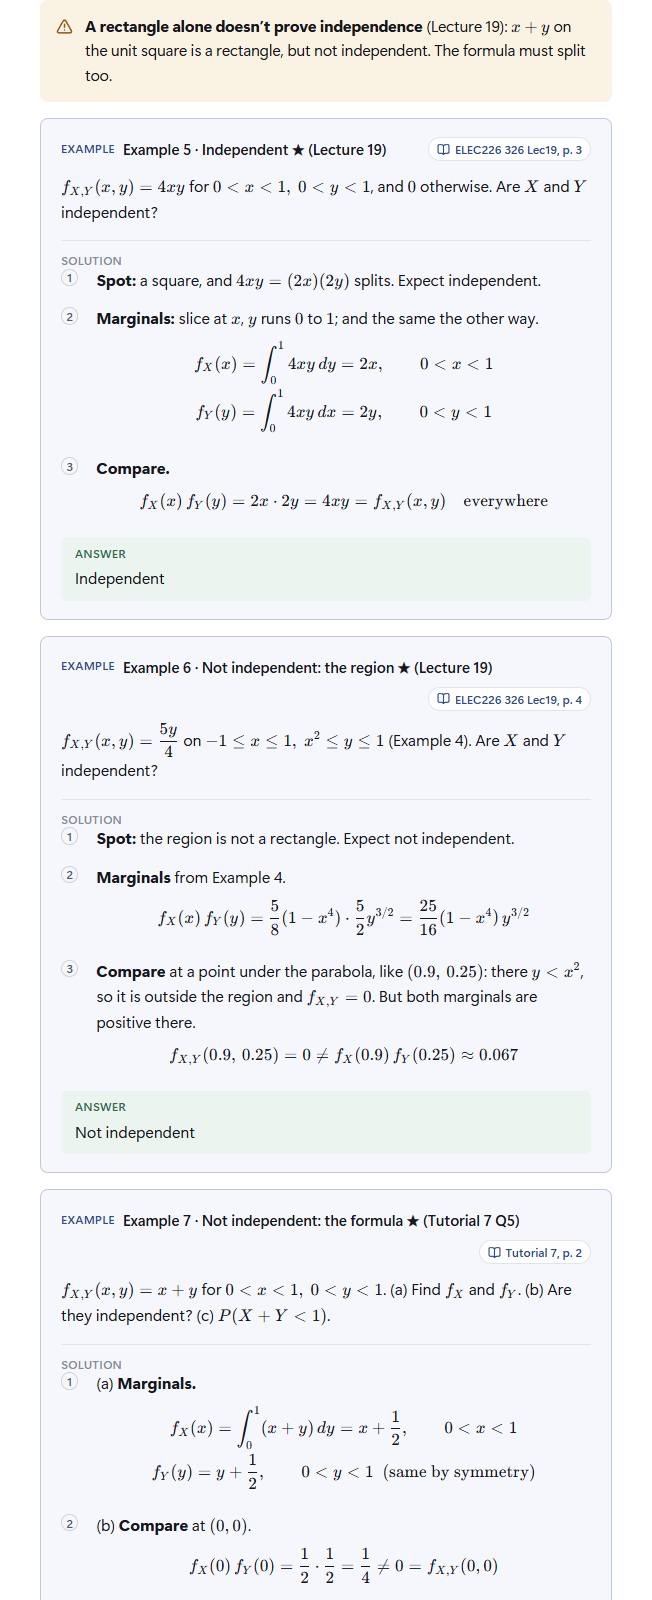 A rectangle alone doesn't prove independence (Lecture 19): x + y on
the unit square is a rectangle, but not independent. The formula must split
too.
EXAMPLE Example 5 · Independent ★ (Lecture 19) ELEC226 326 Lec19, p. 3
f_{X,Y}(x, y) = 4xy for 0 < x < 1, 0 < y < 1, and 0 otherwise. Are X and Y
independent?
SOLUTION
1 Spot: a square, and 4xy = (2x)(2y) splits. Expect independent.
2 Marginals: slice at x, y runs 0 to 1; and the same the other way.
f_X(x) = ∫_0^1 4xy dy = 2x, 0 < x < 1
f_Y(y) = ∫_0^1 4xy dx = 2y, 0 < y < 1
3 Compare.
f_X(x) f_Y(y) = 2x · 2y = 4xy = f_{X,Y}(x, y) everywhere
ANSWER
Independent
EXAMPLE Example 6 · Not independent: the region ★ (Lecture 19)
ELEC226 326 Lec19, p. 4
f_{X,Y}(x, y) = 5y/4 on −1 ≤ x ≤ 1, x² ≤ y ≤ 1 (Example 4). Are X and Y
independent?
SOLUTION
1 Spot: the region is not a rectangle. Expect not independent.
2 Marginals from Example 4.
f_X(x) f_Y(y) = 5/8(1 − x⁴) · 5/2 y^{3/2} = 25/16(1 − x⁴) y^{3/2}
3 Compare at a point under the parabola, like (0.9, 0.25): there y < x²,
so it is outside the region and f_{X,Y} = 0. But both marginals are
positive there.
f_{X,Y}(0.9, 0.25) = 0 ≠ f_X(0.9) f_Y(0.25) ≈ 0.067
ANSWER
Not independent
EXAMPLE Example 7 · Not independent: the formula ★ (Tutorial 7 Q5)
Tutorial 7, p. 2
f_{X,Y}(x, y) = x + y for 0 < x < 1, 0 < y < 1. (a) Find f_X and f_Y. (b) Are
they independent? (c) P(X + Y < 1).
SOLUTION
1 (a) Marginals.
f_X(x) = ∫_0^1 (x + y) dy = x + 1/2, 0 < x < 1
f_Y(y) = y + 1/2, 0 < y < 1 (same by symmetry)
2 (b) Compare at (0, 0).
f_X(0) f_Y(0) = 1/2 · 1/2 = 1/4 ≠ 0 = f_{X,Y}(0, 0)